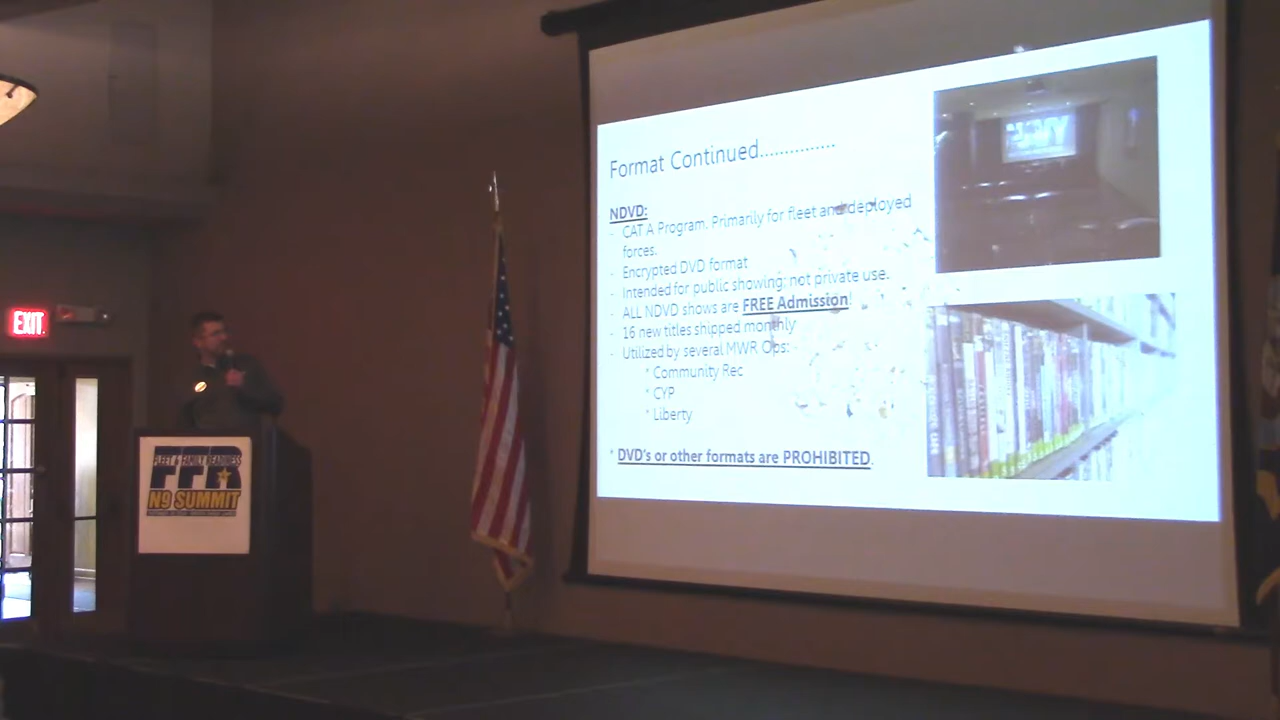 Format Continued...............
NDVD:
- CAT A Program. Primarily for fleet and deployed
forces.
- Encrypted DVD format
- Intended for public showing; not private use.
- ALL NDVD shows are FREE Admission!
- 16 new titles shipped monthly
- Utilized by several MWR Ops:
* Community Rec
* CYP
* Liberty
* DVD's or other formats are PROHIBITED.
NAVY
EXIT
FLEET & FAMILY READINESS
FFR
N9 SUMMIT